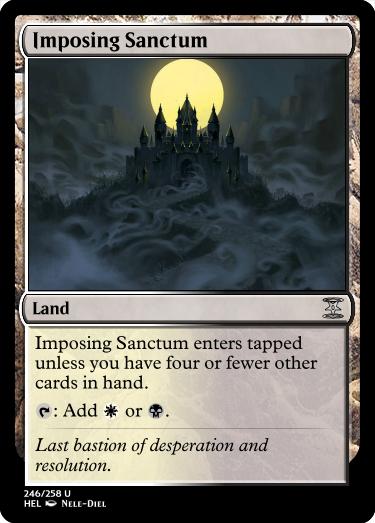 Imposing Sanctum
Land
Imposing Sanctum enters tapped
unless you have four or fewer other
cards in hand.
: Add or .
Last bastion of desperation and
resolution.
246/258 U
HEL Nele-Diel